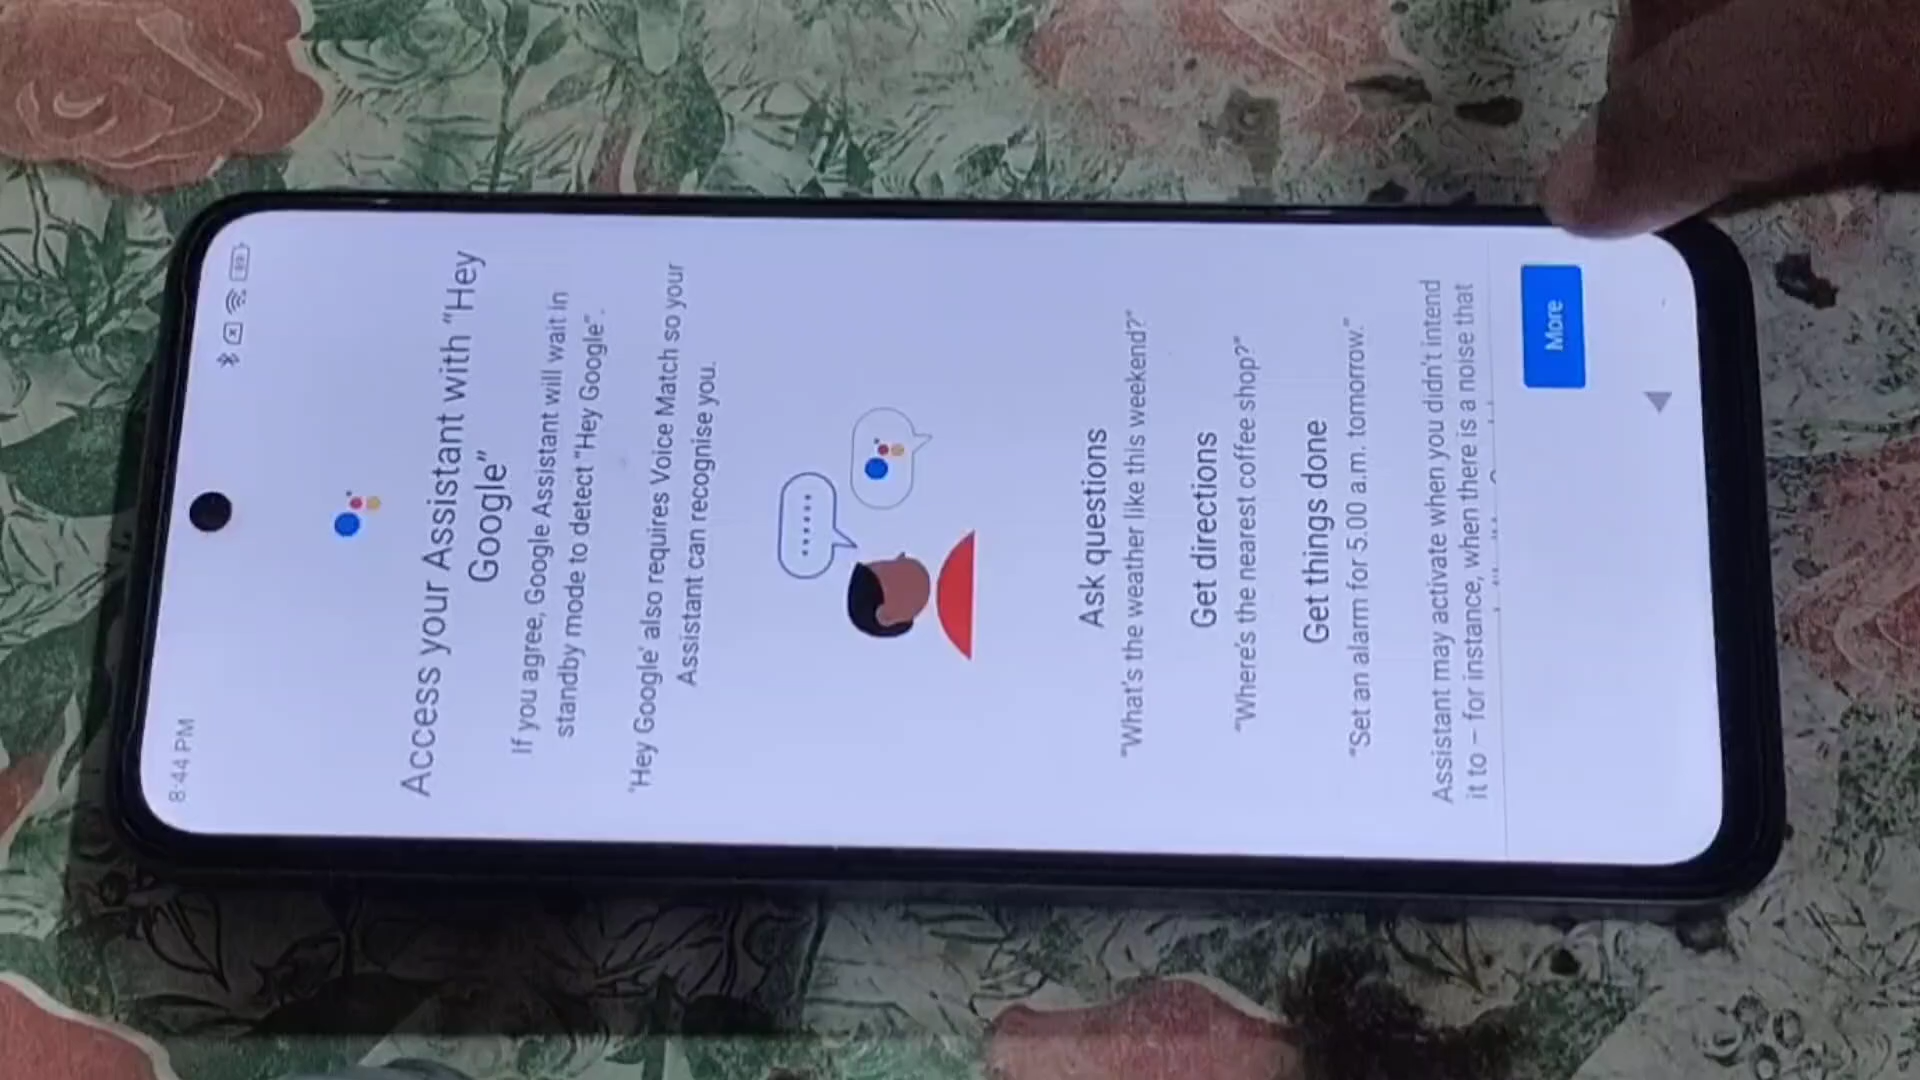 8:44 PM
Access your Assistant with “Hey
Google”
If you agree, Google Assistant will wait in
standby mode to detect “Hey Google”.
'Hey Google' also requires Voice Match so your
Assistant can recognise you.
Ask questions
“What's the weather like this weekend?”
Get directions
“Where's the nearest coffee shop?”
Get things done
“Set an alarm for 5.00 a.m. tomorrow.”
Assistant may activate when you didn't intend
it to – for instance, when there is a noise that
More